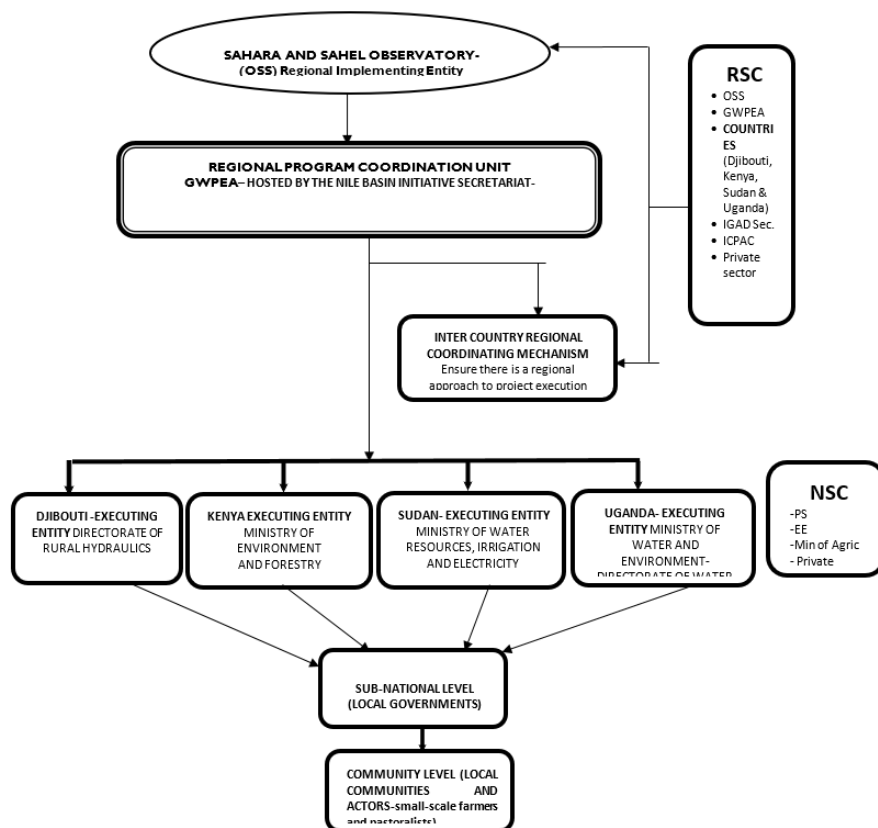 SAHARA AND SAHEL OBSERVATORY-
(OSS) Regional Implementing Entity
RSC
• OSS
• GWPEA
• COUNTRI
ES
(Djibouti,
Kenya,
Sudan &
Uganda)
• IGAD Sec.
• ICPAC
• Private
sector
REGIONAL PROGRAM COORDINATION UNIT
GWPEA– HOSTED BY THE NILE BASIN INITIATIVE SECRETARIAT-
INTER COUNTRY REGIONAL
COORDINATING MECHANISM
Ensure there is a regional
approach to project execution
DJIBOUTI -EXECUTING
ENTITY DIRECTORATE OF
RURAL HYDRAULICS
KENYA EXECUTING ENTITY
MINISTRY OF
ENVIRONMENT
AND FORESTRY
SUDAN- EXECUTING ENTITY
MINISTRY OF WATER
RESOURCES, IRRIGATION
AND ELECTRICITY
UGANDA- EXECUTING
ENTITY MINISTRY OF
WATER AND
ENVIRONMENT-
DIRECTORATE OF WATER
NSC
-PS
-EE
-Min of Agric
- Private
SUB-NATIONAL LEVEL
(LOCAL GOVERNMENTS)
COMMUNITY LEVEL (LOCAL
COMMUNITIES AND
ACTORS-small-scale farmers
and pastoralists)